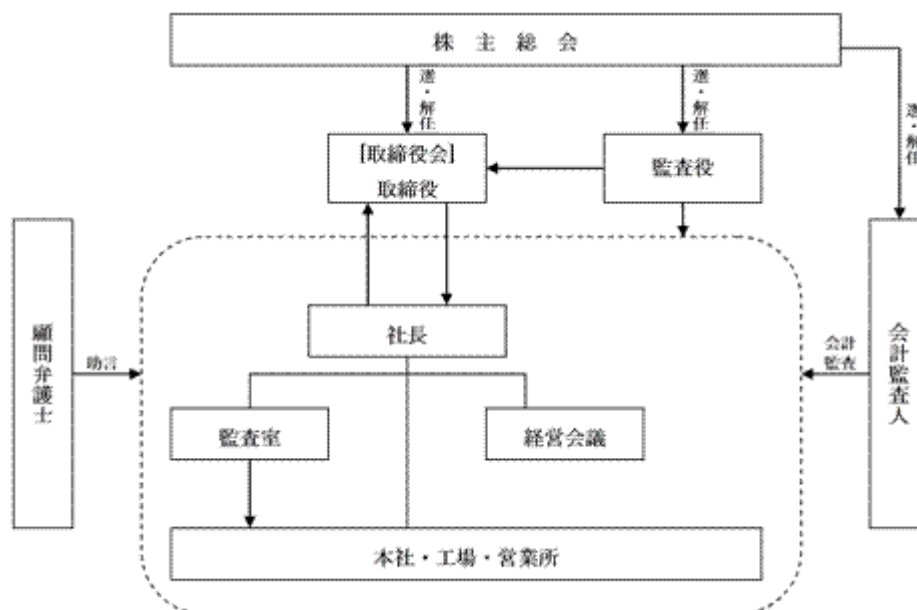 株主総会
選・解任
選・解任
選・解任
[取締役会]
取締役
監査役
顧問弁護士
助言
社長
会計
監査
会計監査人
監査室
経営会議
本社・工場・営業所